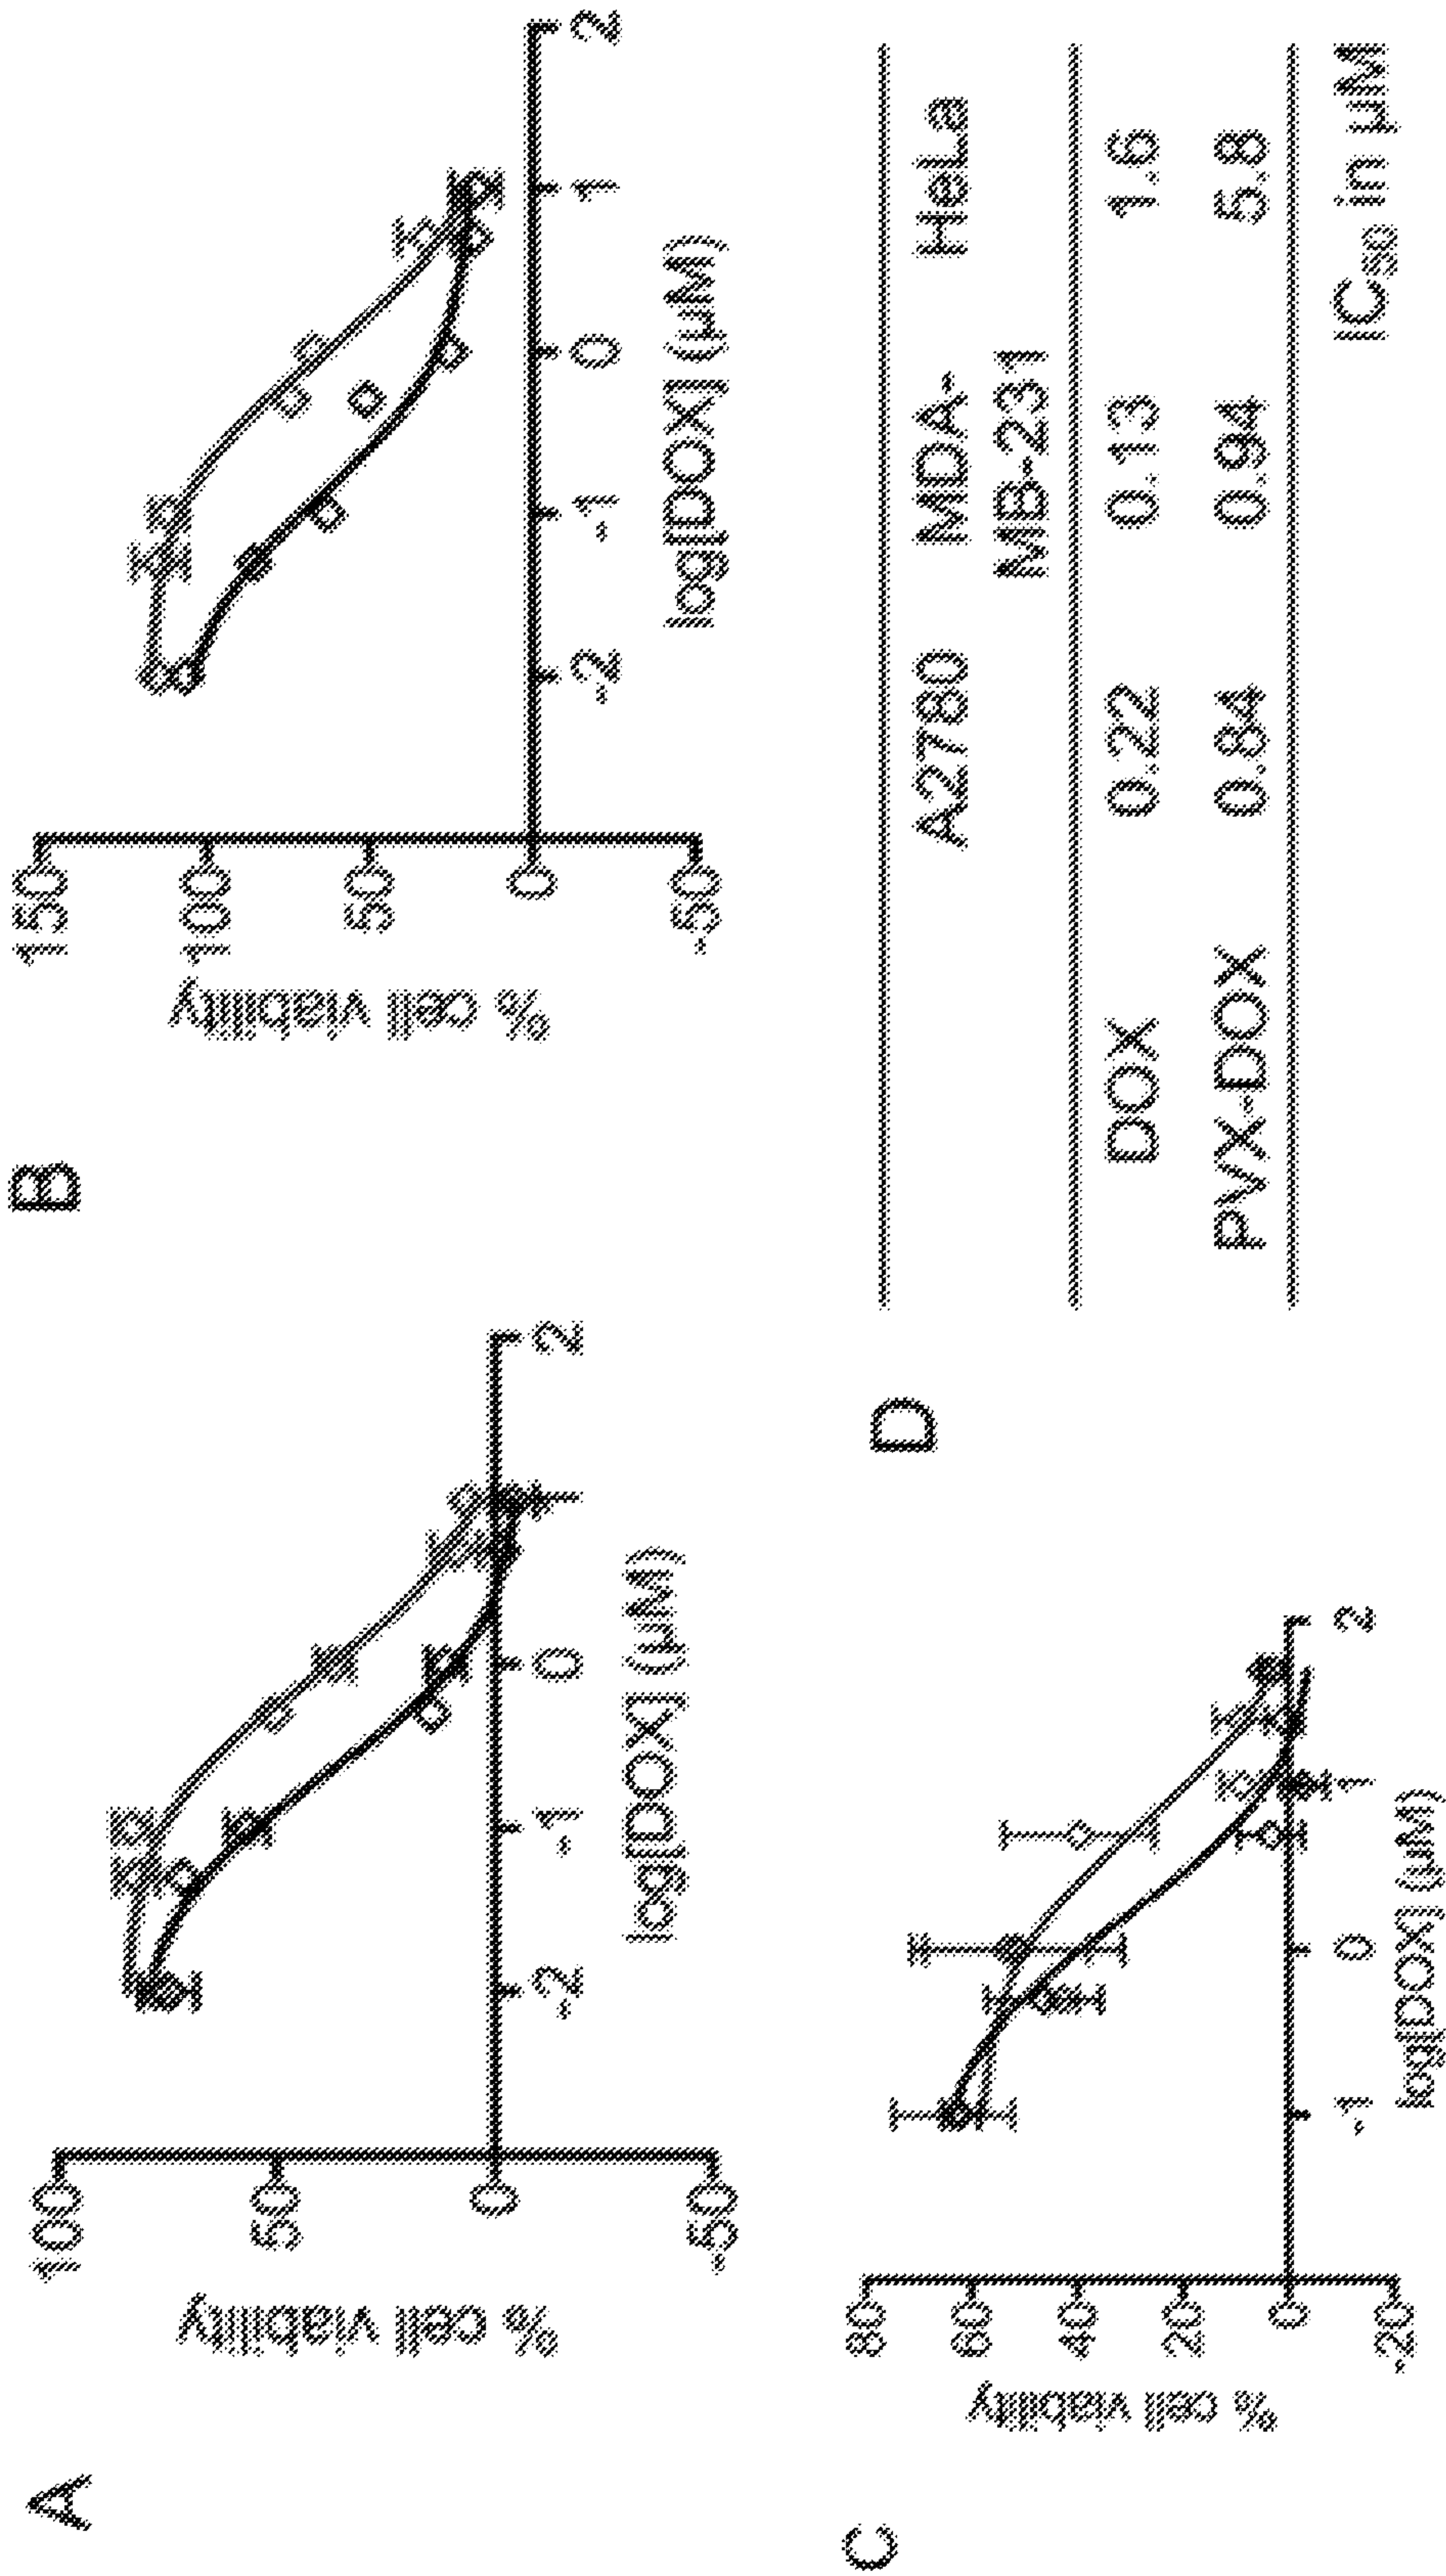 A
% cell viability
100
50
0
-50
-2
-1
0
1
2
log[DOX] (µM)
B
% cell viability
150
100
50
0
-50
-2
-1
0
1
2
log[DOX] (µM)
C
% cell viability
80
60
40
20
0
-20
-1
0
1
2
log[DOX] (µM)
D
A2780 MDA- HeLa
MB-231
DOX 0.22 0.13 1.6
PVX-DOX 0.84 0.94 5.8
IC50 in µM